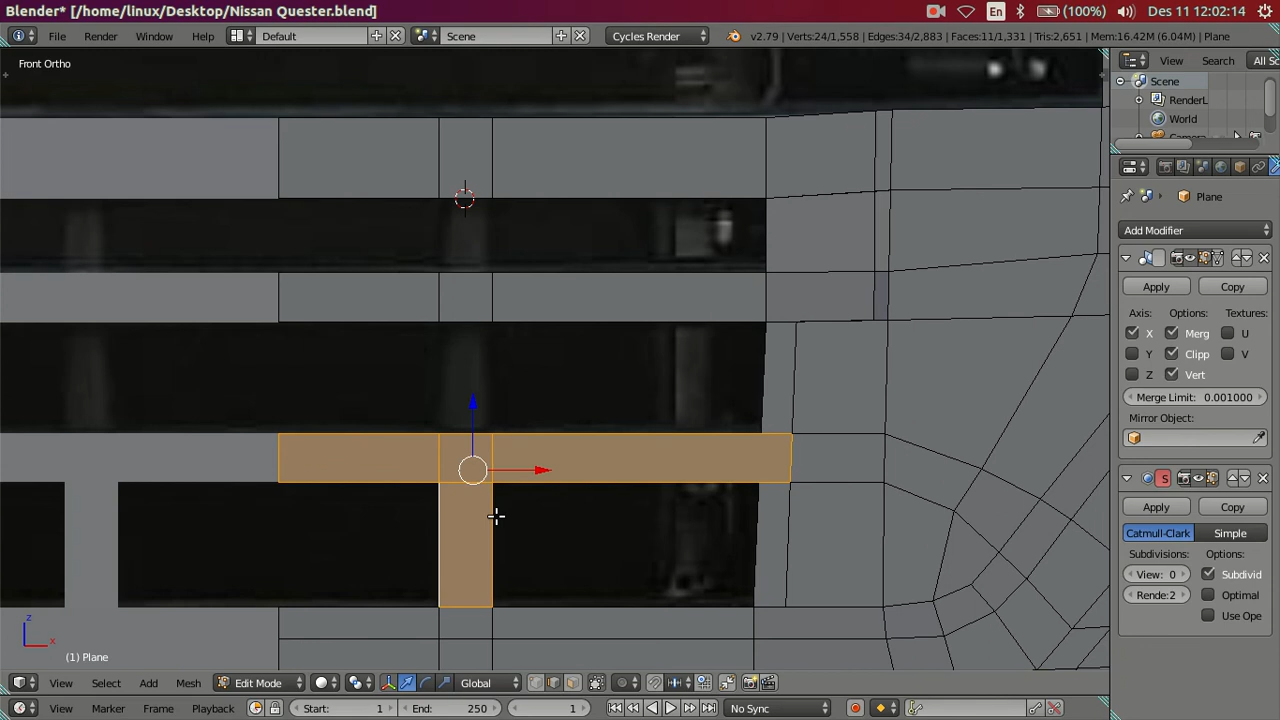 Blender* [/home/linux/Desktop/Nissan Quester.blend]
En
(100%)
Des 11 12:02:14
File
Render
Window
Help
Default
Scene
Cycles Render
v2.79 | Verts:24/1,558 | Edges:34/2,883 | Faces:11/1,331 | Tris:2,651 | Mem:16.42M (6.04M) | Plane
Front Ortho
View
Search
All Sc
Scene
RenderL
World
Plane
Add Modifier
Apply
Copy
Axis:
Options:
Textures:
X
Merg
U
Y
Clipp
V
Z
Vert
Merge Limit: 0.001000
Mirror Object:
S
Apply
Copy
Catmull-Clark
Simple
Subdivisions:
Options:
View: 0
Subdivid
Rende:2
Optimal
Use Ope
z
x
(1) Plane
View
Select
Add
Mesh
Edit Mode
Global
View
Marker
Frame
Playback
Start:
1
End:
250
1
No Sync